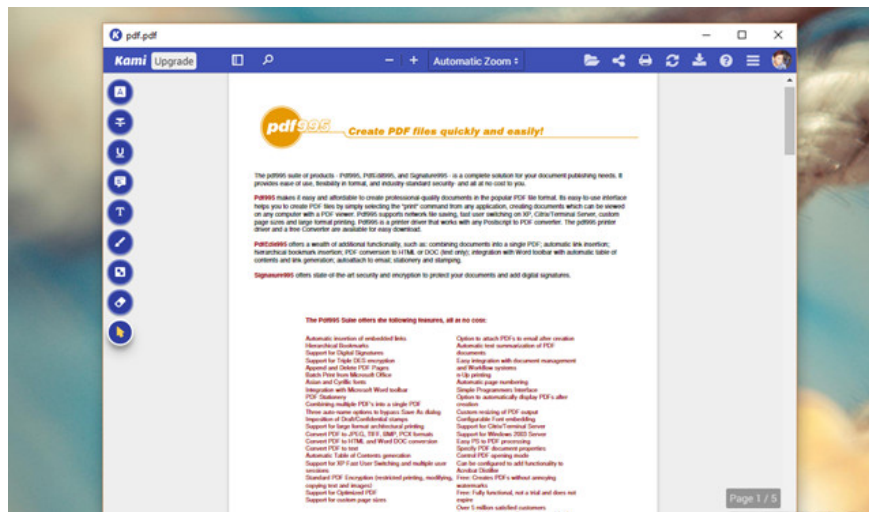 pdf.pdf
Kami Upgrade
Automatic Zoom
pdf995
Create PDF files quickly and easily!
The pdf995 suite of products - Pdf995, PdfEdit995, and Signature995 - is a complete solution for your document publishing needs. It
provides ease of use, flexibility in format, and industry-standard security- and all at no cost to you.
Pdf995 makes it easy and affordable to create professional-quality documents in the popular PDF file format. Its easy-to-use interface
helps you to create PDF files by simply selecting the "print" command from any application, creating documents which can be viewed
on any computer with a PDF viewer. Pdf995 supports network file saving, fast user switching on XP, Citrix/Terminal Server, custom
page sizes and large format printing. Pdf995 is a printer driver that works with any Postscript to PDF converter. The pdf995 printer
driver and a free Converter are available for easy download.
PdfEdit995 offers a wealth of additional functionality, such as: combining documents into a single PDF; automatic link insertion;
hierarchical bookmark insertion; PDF conversion to HTML or DOC (text only); integration with Word toolbar with automatic table of
contents and link generation; autoattach to email; stationery and stamping.
Signature995 offers state-of-the-art security and encryption to protect your documents and add digital signatures.
The Pdf995 Suite offers the following features, all at no cost:
Automatic insertion of embedded links
Hierarchical Bookmarks
Support for Digital Signatures
Support for Triple DES encryption
Append and Delete PDF Pages
Batch Print from Microsoft Office
Asian and Cyrillic fonts
Integration with Microsoft Word toolbar
PDF Stationery
Combining multiple PDF's into a single PDF
Three auto-name options to bypass Save As dialog
Imposition of Draft/Confidential stamps
Support for large format architectural printing
Convert PDF to JPEG, TIFF, BMP, PCX formats
Convert PDF to HTML and Word DOC conversion
Convert PDF to text
Automatic Table of Contents generation
Support for XP Fast User Switching and multiple user
sessions
Standard PDF Encryption (restricted printing, modifying,
copying text and images)
Support for Optimized PDF
Support for custom page sizes
Option to attach PDFs to email after creation
Automatic text summarization of PDF
documents
Easy integration with document management
and Workflow systems
n-Up printing
Automatic page numbering
Simple Programmers Interface
Option to automatically display PDFs after
creation
Custom resizing of PDF output
Configurable Font embedding
Support for Citrix/Terminal Server
Support for Windows 2003 Server
Easy PS to PDF processing
Specify PDF document properties
Control PDF opening mode
Can be configured to add functionality to
Acrobat Distiller
Free: Creates PDFs without annoying
watermarks
Free: Fully functional, not a trial and does not
expire
Over 5 million satisfied customers
Page 1 / 5